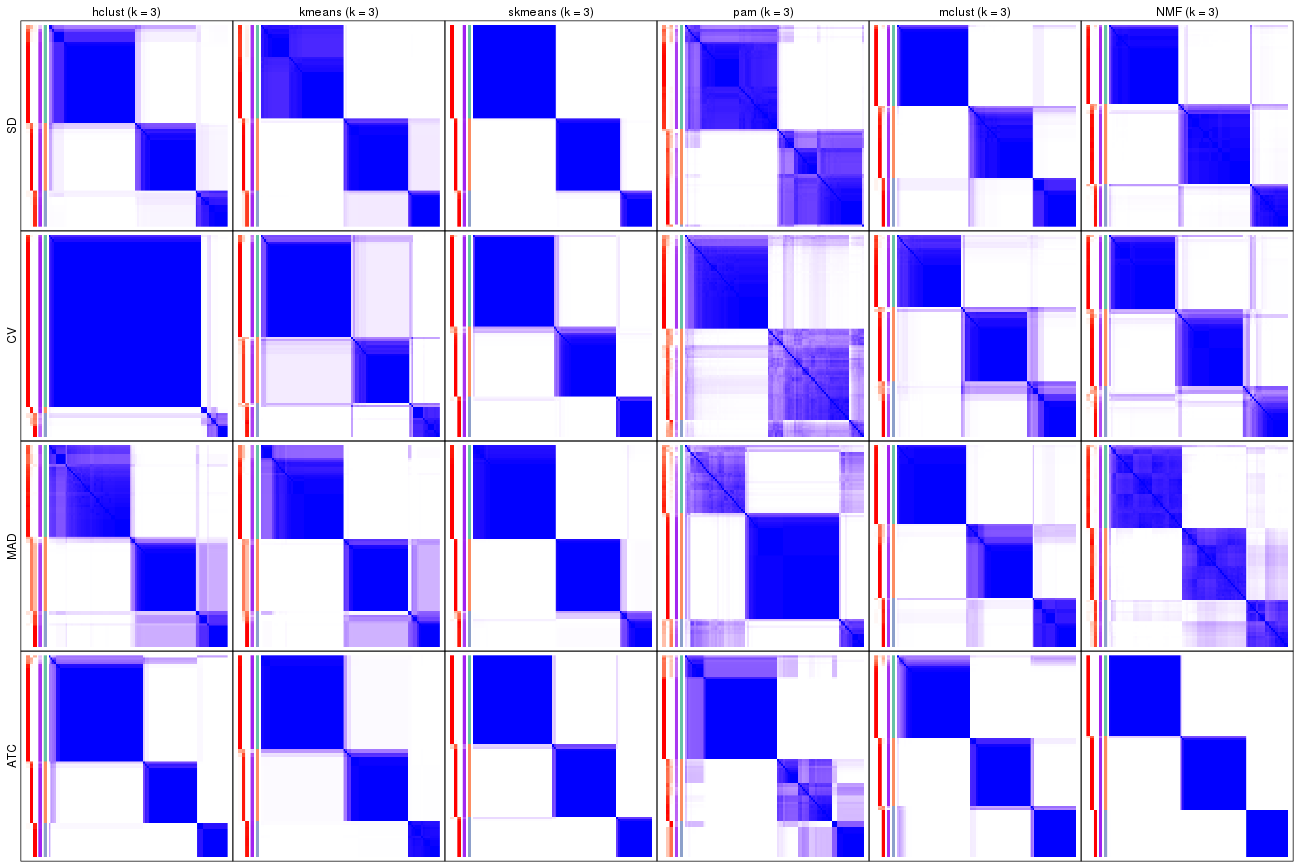 hclust (k = 3)
kmeans (k = 3)
skmeans (k = 3)
pam (k = 3)
mclust (k = 3)
NMF (k = 3)
SD
CV
MAD
ATC